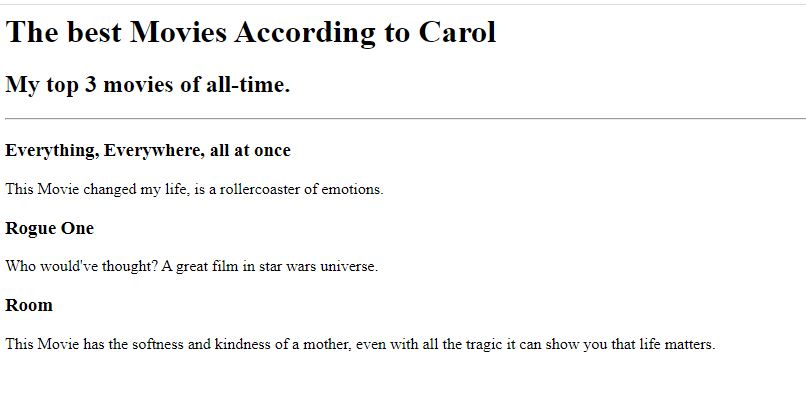 The best Movies According to Carol
My top 3 movies of all-time.
Everything, Everywhere, all at once
This Movie changed my life, is a rollercoaster of emotions.
Rogue One
Who would've thought? A great film in star wars universe.
Room
This Movie has the softness and kindness of a mother, even with all the tragic it can show you that life matters.